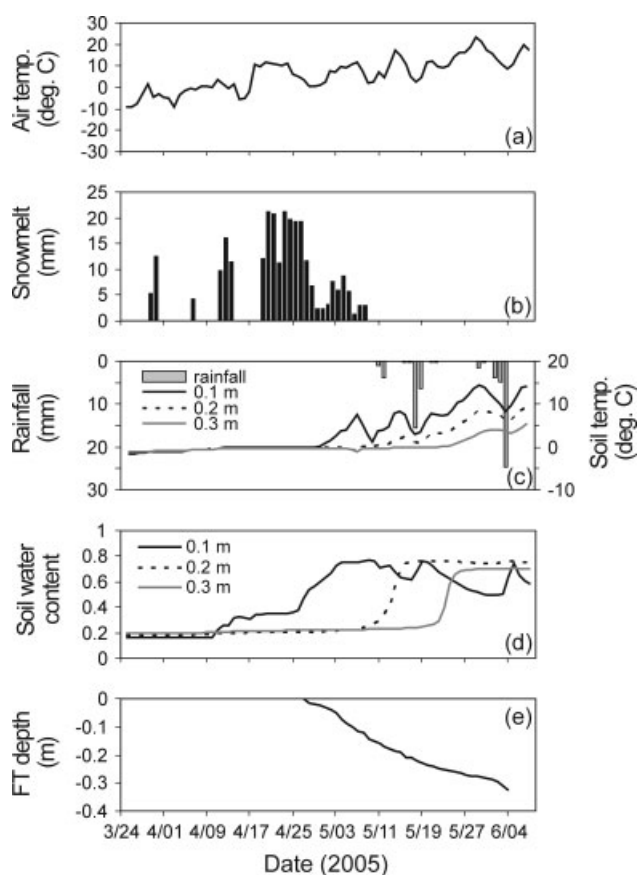 Air temp.
(deg. C)
30
20
10
0
-10
-20
-30
(a)
Snowmelt
(mm)
25
20
15
10
5
0
(b)
Rainfall
(mm)
0
10
20
30
rainfall
0.1 m
0.2 m
0.3 m
20
10
0
-10
Soil temp.
(deg. C)
(c)
Soil water
content
1
0.8
0.6
0.4
0.2
0
0.1 m
0.2 m
0.3 m
(d)
FT depth
(m)
0
-0.1
-0.2
-0.3
-0.4
(e)
3/24 4/01 4/09 4/17 4/25 5/03 5/11 5/19 5/27 6/04
Date (2005)